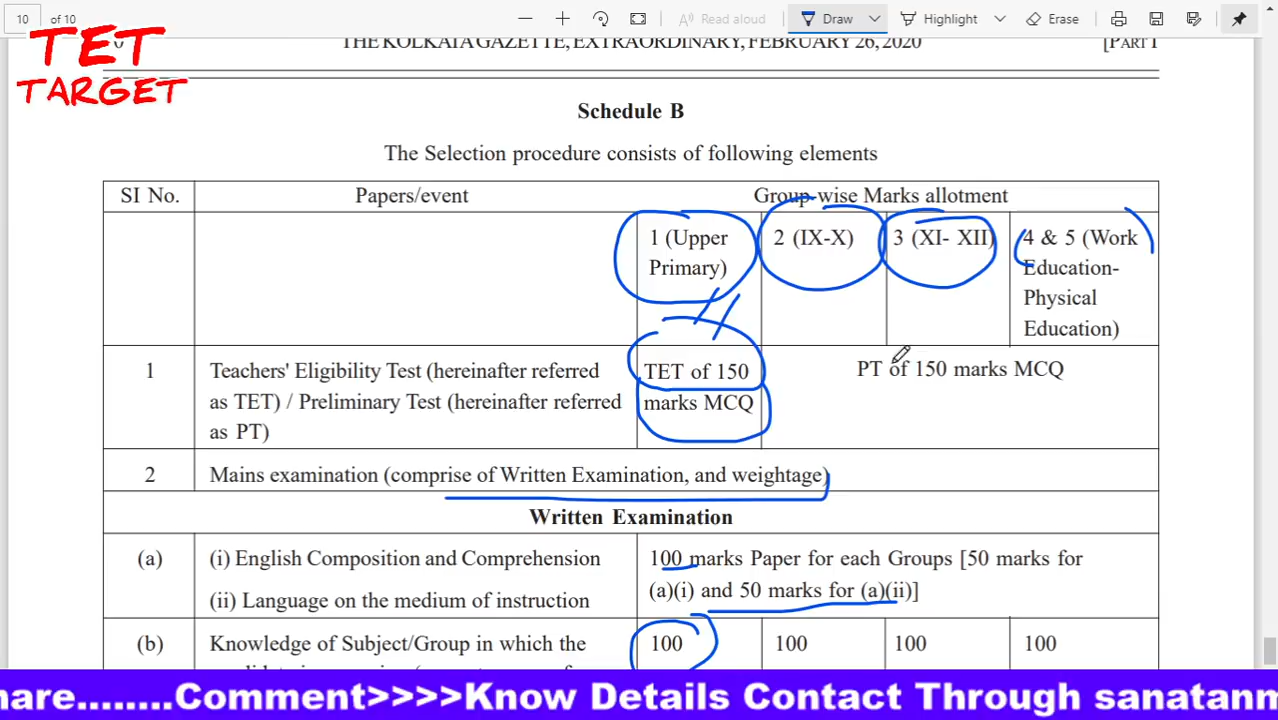 10 of 10 Read aloud Draw Highlight Erase
TET
TARGET
0 THE KOLKATA GAZETTE, EXTRAORDINARY, FEBRUARY 26, 2020 [PART I
Schedule B
The Selection procedure consists of following elements
SI No. Papers/event Group-wise Marks allotment
1 (Upper Primary) 2 (IX-X) 3 (XI- XII) 4 & 5 (Work Education- Physical Education)
1 Teachers' Eligibility Test (hereinafter referred TET of 150 PT of 150 marks MCQ
as TET) / Preliminary Test (hereinafter referred marks MCQ
as PT)
2 Mains examination (comprise of Written Examination, and weightage)
Written Examination
(a) (i) English Composition and Comprehension 100 marks Paper for each Groups [50 marks for
(ii) Language on the medium of instruction (a)(i) and 50 marks for (a)(ii)]
(b) Knowledge of Subject/Group in which the 100 100 100 100
hare........Comment>>>>Know Details Contact Through sanatanm